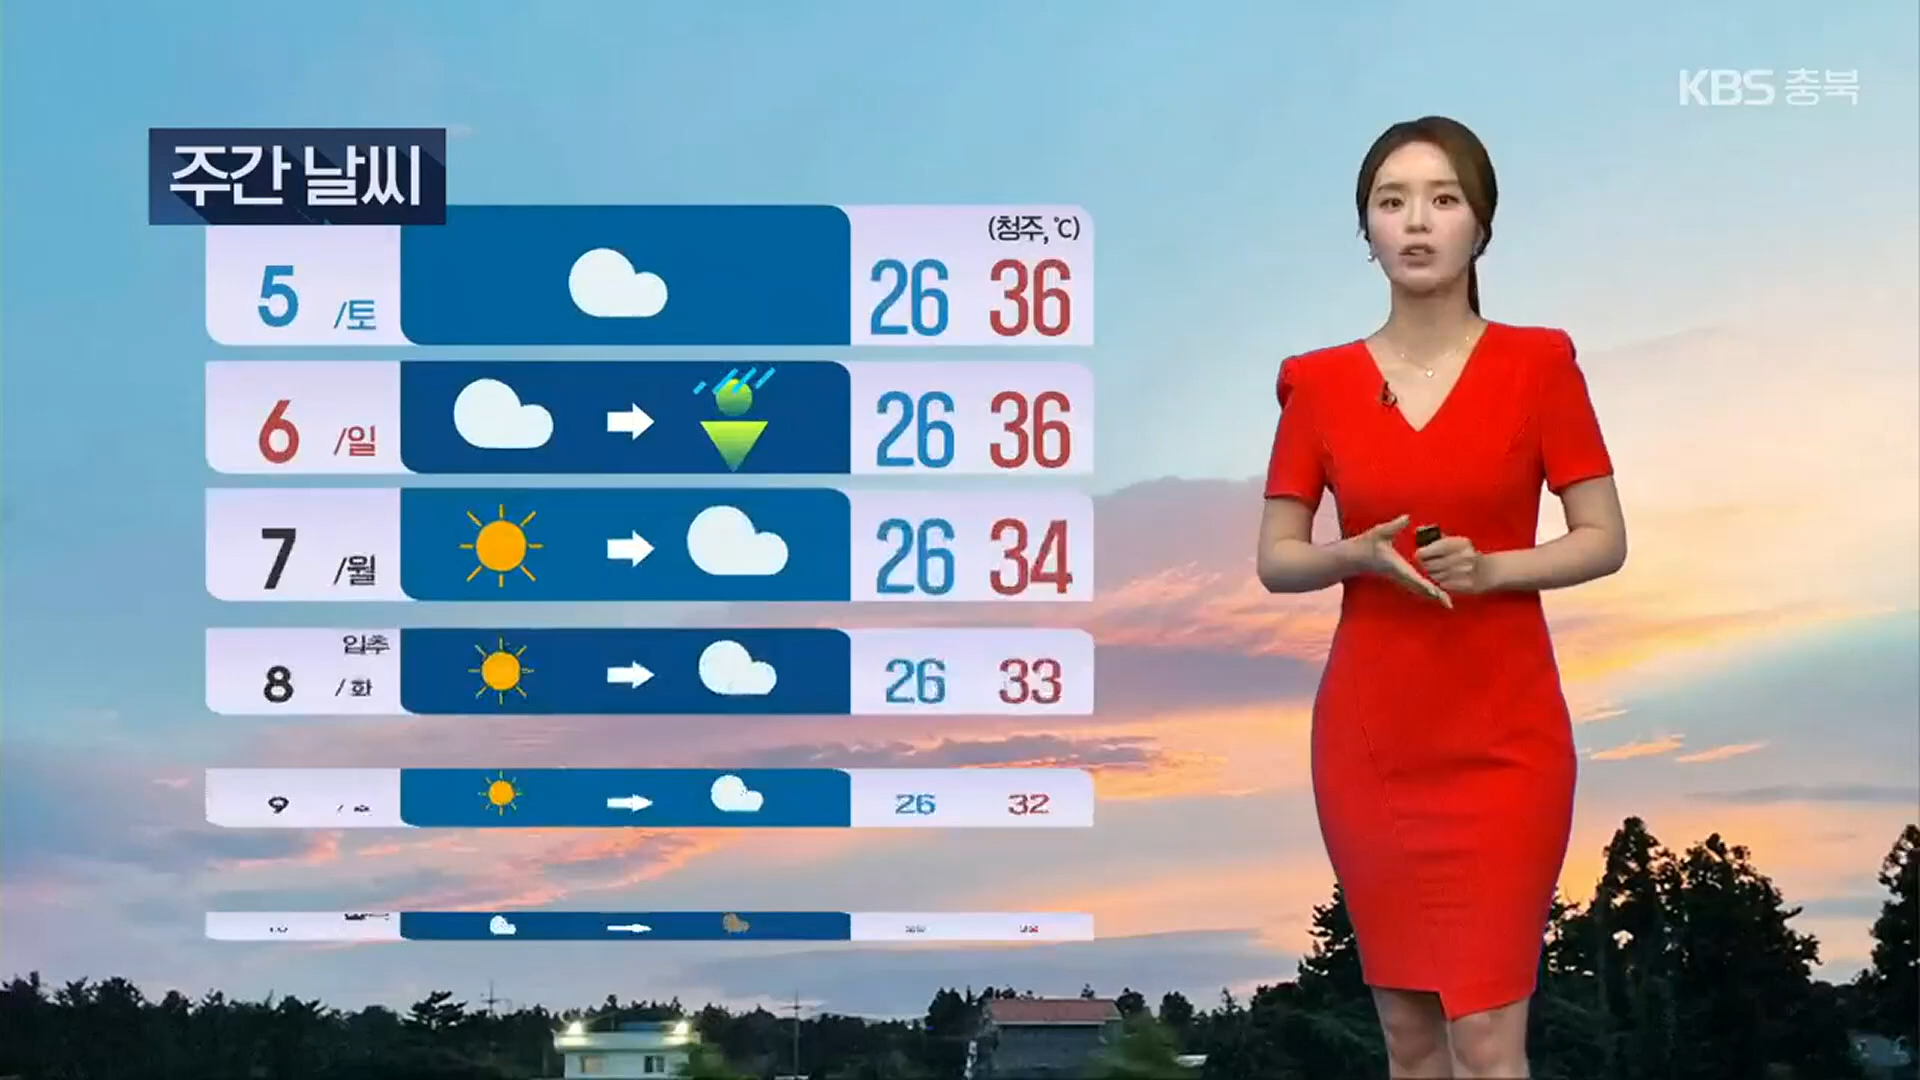 KBS 충북
주간 날씨
(청주, ℃)
5 /토 26 36
6 /일 26 36
7 /월 26 34
입추
8 /화 26 33
9 26 32